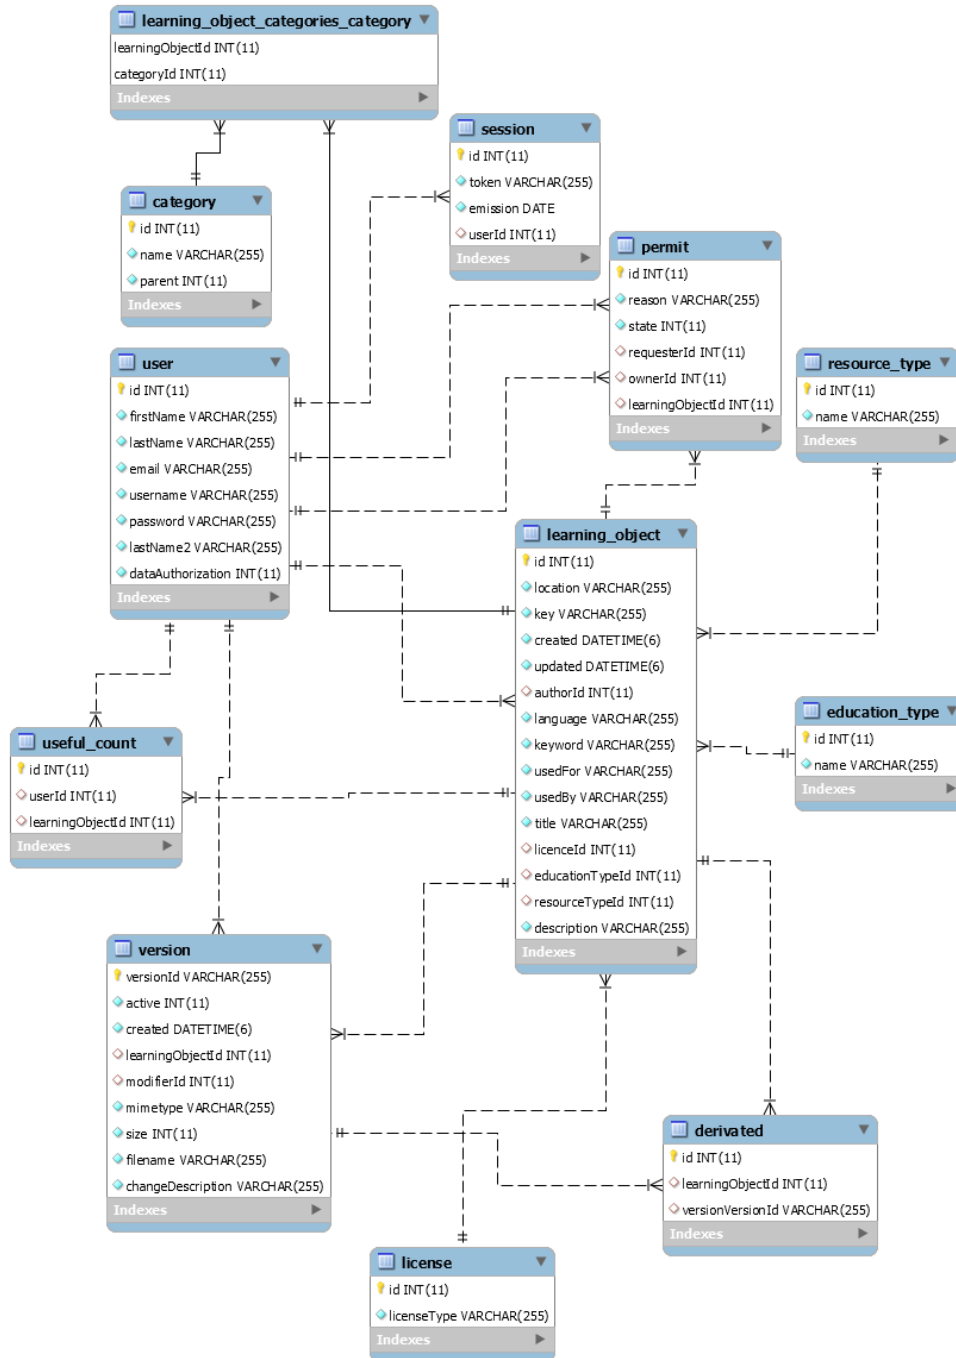 learning_object_categories_category
learningObjectId INT(11)
categoryId INT(11)
Indexes
session
id INT(11)
token VARCHAR(255)
emission DATE
userId INT(11)
Indexes
category
id INT(11)
name VARCHAR(255)
parent INT(11)
Indexes
permit
id INT(11)
reason VARCHAR(255)
state INT(11)
requesterId INT(11)
ownerId INT(11)
learningObjectId INT(11)
Indexes
user
id INT(11)
firstName VARCHAR(255)
lastName VARCHAR(255)
email VARCHAR(255)
username VARCHAR(255)
password VARCHAR(255)
lastName2 VARCHAR(255)
dataAuthorization INT(11)
Indexes
resource_type
id INT(11)
name VARCHAR(255)
Indexes
learning_object
id INT(11)
location VARCHAR(255)
key VARCHAR(255)
created DATETIME(6)
updated DATETIME(6)
authorId INT(11)
language VARCHAR(255)
keyword VARCHAR(255)
usedFor VARCHAR(255)
usedBy VARCHAR(255)
title VARCHAR(255)
licenceId INT(11)
educationTypeId INT(11)
resourceTypeId INT(11)
description VARCHAR(255)
Indexes
education_type
id INT(11)
name VARCHAR(255)
Indexes
useful_count
id INT(11)
userId INT(11)
learningObjectId INT(11)
Indexes
version
versionId VARCHAR(255)
active INT(11)
created DATETIME(6)
learningObjectId INT(11)
modifierId INT(11)
mimetype VARCHAR(255)
size INT(11)
filename VARCHAR(255)
changeDescription VARCHAR(255)
Indexes
derivated
id INT(11)
learningObjectId INT(11)
versionVersionId VARCHAR(255)
Indexes
license
id INT(11)
licenseType VARCHAR(255)
Indexes